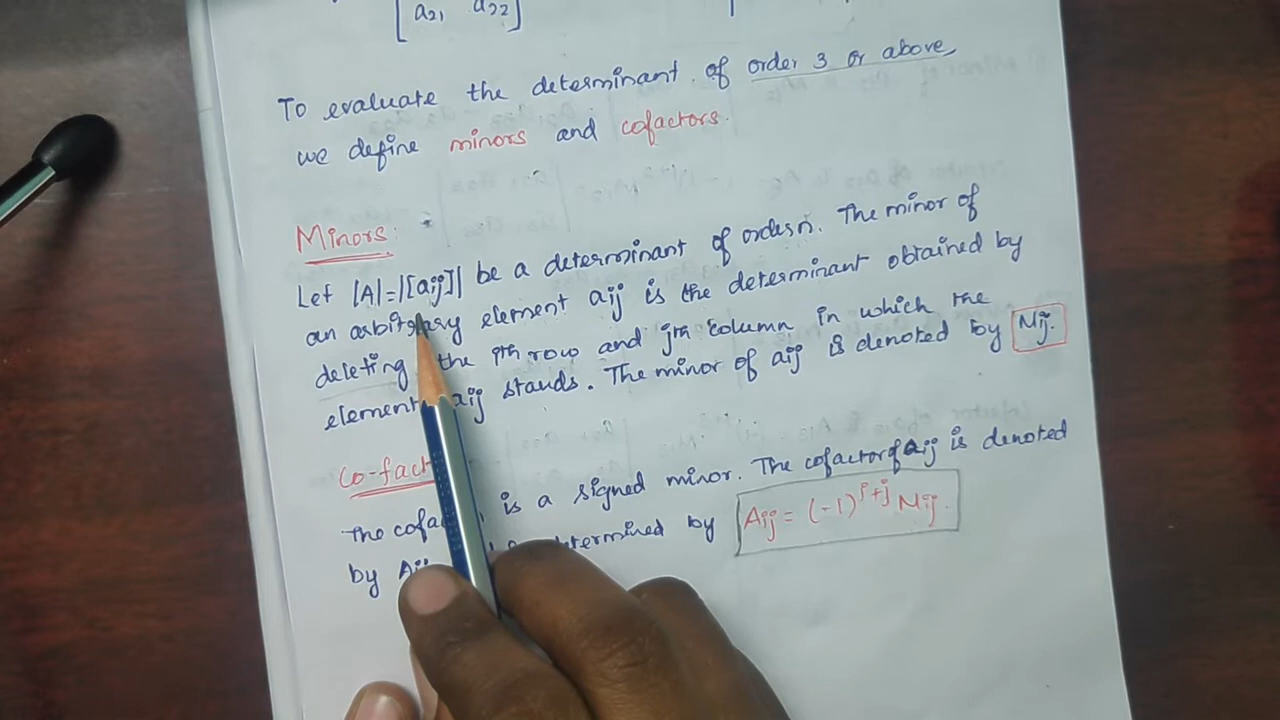 a21 a22
To evaluate the determinant of order 3 or above,
we define minors and cofactors.
Minors:
Let |A|=|[aij]| be a determinant of order n. The minor of
an arbitrary element aij is the determinant obtained by
deleting the ith row and jth column in which the
element aij stands. The minor of aij is denoted by Mij.
Co-fact
The cofa is a signed minor. The cofactor of aij is denoted
by Aij determined by Aij = (-1)^i+j Mij.